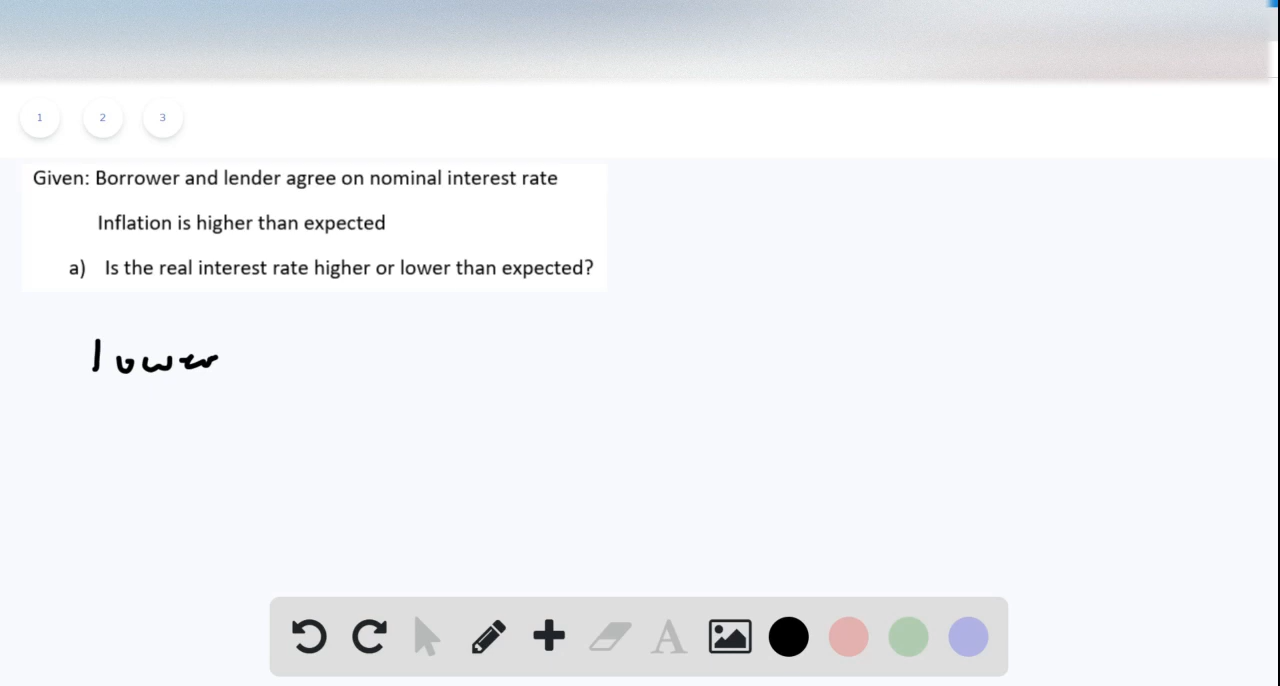 1 2 3
Given: Borrower and lender agree on nominal interest rate
Inflation is higher than expected
a) Is the real interest rate higher or lower than expected?
lower
A